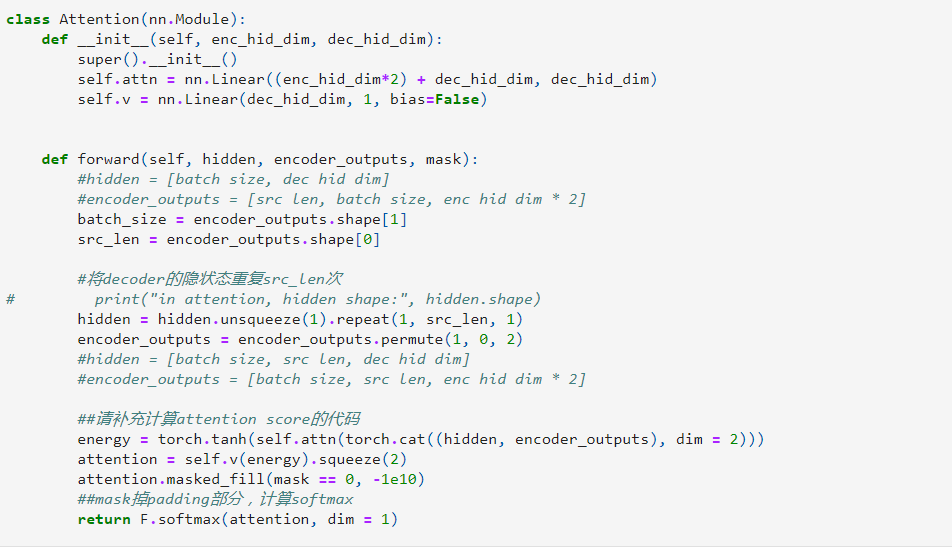 class Attention(nn.Module):
    def __init__(self, enc_hid_dim, dec_hid_dim):
        super().__init__()
        self.attn = nn.Linear((enc_hid_dim*2) + dec_hid_dim, dec_hid_dim)
        self.v = nn.Linear(dec_hid_dim, 1, bias=False)
    def forward(self, hidden, encoder_outputs, mask):
        #hidden = [batch size, dec hid dim]
        #encoder_outputs = [src len, batch size, enc hid dim * 2]
        batch_size = encoder_outputs.shape[1]
        src_len = encoder_outputs.shape[0]
        #将decoder的隐状态重复src_len次
#         print("in attention, hidden shape:", hidden.shape)
        hidden = hidden.unsqueeze(1).repeat(1, src_len, 1)
        encoder_outputs = encoder_outputs.permute(1, 0, 2)
        #hidden = [batch size, src len, dec hid dim]
        #encoder_outputs = [batch size, src len, enc hid dim * 2]
        ##请补充计算attention score的代码
        energy = torch.tanh(self.attn(torch.cat((hidden, encoder_outputs), dim = 2)))
        attention = self.v(energy).squeeze(2)
        attention.masked_fill(mask == 0, -1e10)
        ##mask掉padding部分，计算softmax
        return F.softmax(attention, dim = 1)